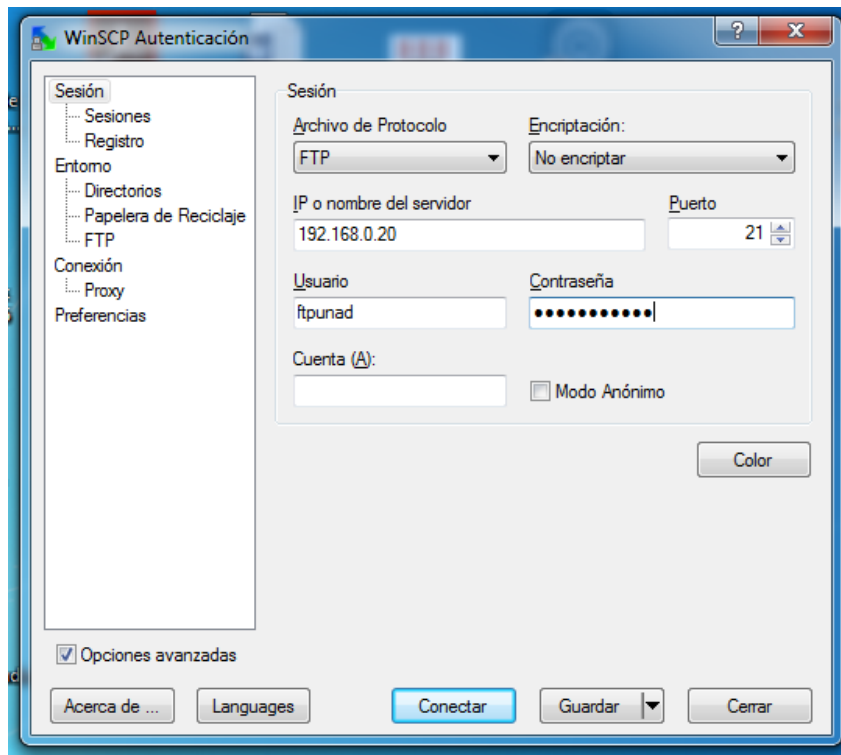 WinSCP Autenticación
Sesión
Sesiones
Registro
Entorno
Directorios
Papelera de Reciclaje
FTP
Conexión
Proxy
Preferencias
Sesión
Archivo de Protocolo
Encriptación:
FTP
No encriptar
IP o nombre del servidor
Puerto
192.168.0.20
21
Usuario
Contraseña
ftpunad
●●●●●●●●●●●
Cuenta (A):
Modo Anónimo
Color
Opciones avanzadas
Acerca de ...
Languages
Conectar
Guardar
Cerrar